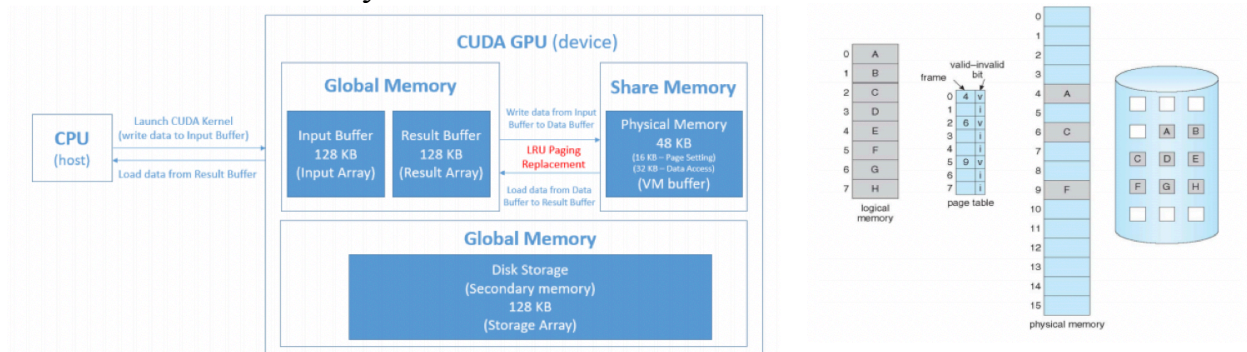 CUDA GPU (device)
Global Memory
Share Memory
CPU
(host)
Launch CUDA Kernel
(write data to Input Buffer)
Load data from Result Buffer
Input Buffer
128 KB
(Input Array)
Result Buffer
128 KB
(Result Array)
Write data from Input
Buffer to Data Buffer
LRU Paging
Replacement
Load data from Data
Buffer to Result Buffer
Physical Memory
48 KB
(16 KB – Page Setting)
(32 KB – Data Access)
(VM buffer)
Global Memory
Disk Storage
(Secondary memory)
128 KB
(Storage Array)
0 A
1 B
2 C
3 D
4 E
5 F
6 G
7 H
logical
memory
valid–invalid
bit
frame
0 4 v
1 i
2 6 v
3 i
4 i
5 9 v
6 i
7 i
page table
0
1
2
3
4 A
5
6 C
7
8
9 F
10
11
12
13
14
15
physical memory
A B
C D E
F G H